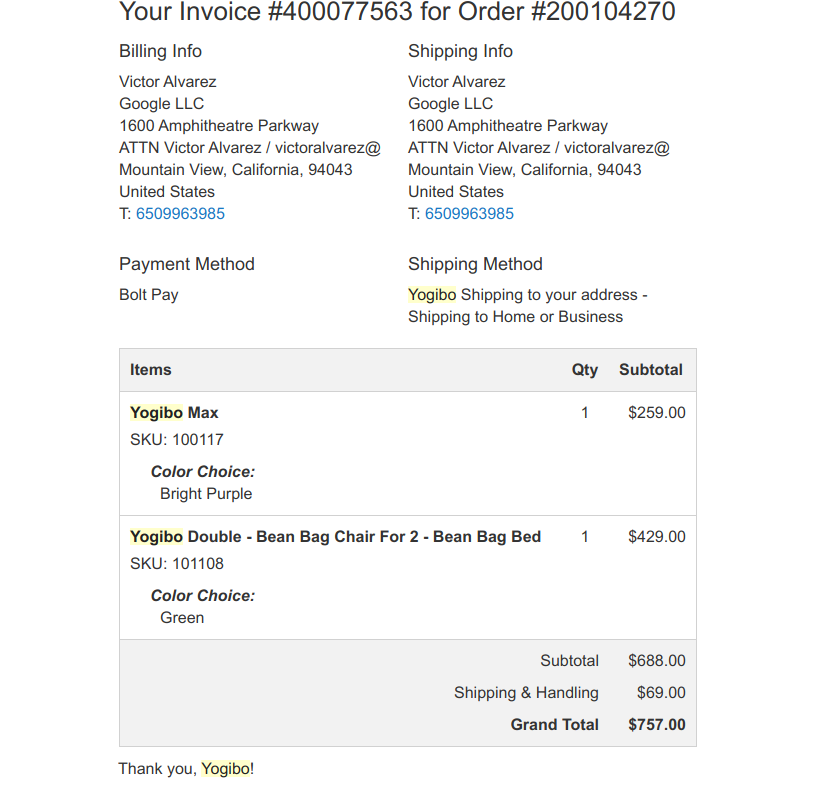 Your Invoice #400077563 for Order #200104270
Billing Info
Victor Alvarez
Google LLC
1600 Amphitheatre Parkway
ATTN Victor Alvarez / victoralvarez@
Mountain View, California, 94043
United States
T: 6509963985
Shipping Info
Victor Alvarez
Google LLC
1600 Amphitheatre Parkway
ATTN Victor Alvarez / victoralvarez@
Mountain View, California, 94043
United States
T: 6509963985
Payment Method
Bolt Pay
Shipping Method
Yogibo Shipping to your address -
Shipping to Home or Business
Items Qty Subtotal
Yogibo Max 1 $259.00
SKU: 100117
Color Choice:
Bright Purple
Yogibo Double - Bean Bag Chair For 2 - Bean Bag Bed 1 $429.00
SKU: 101108
Color Choice:
Green
Subtotal $688.00
Shipping & Handling $69.00
Grand Total $757.00
Thank you, Yogibo!